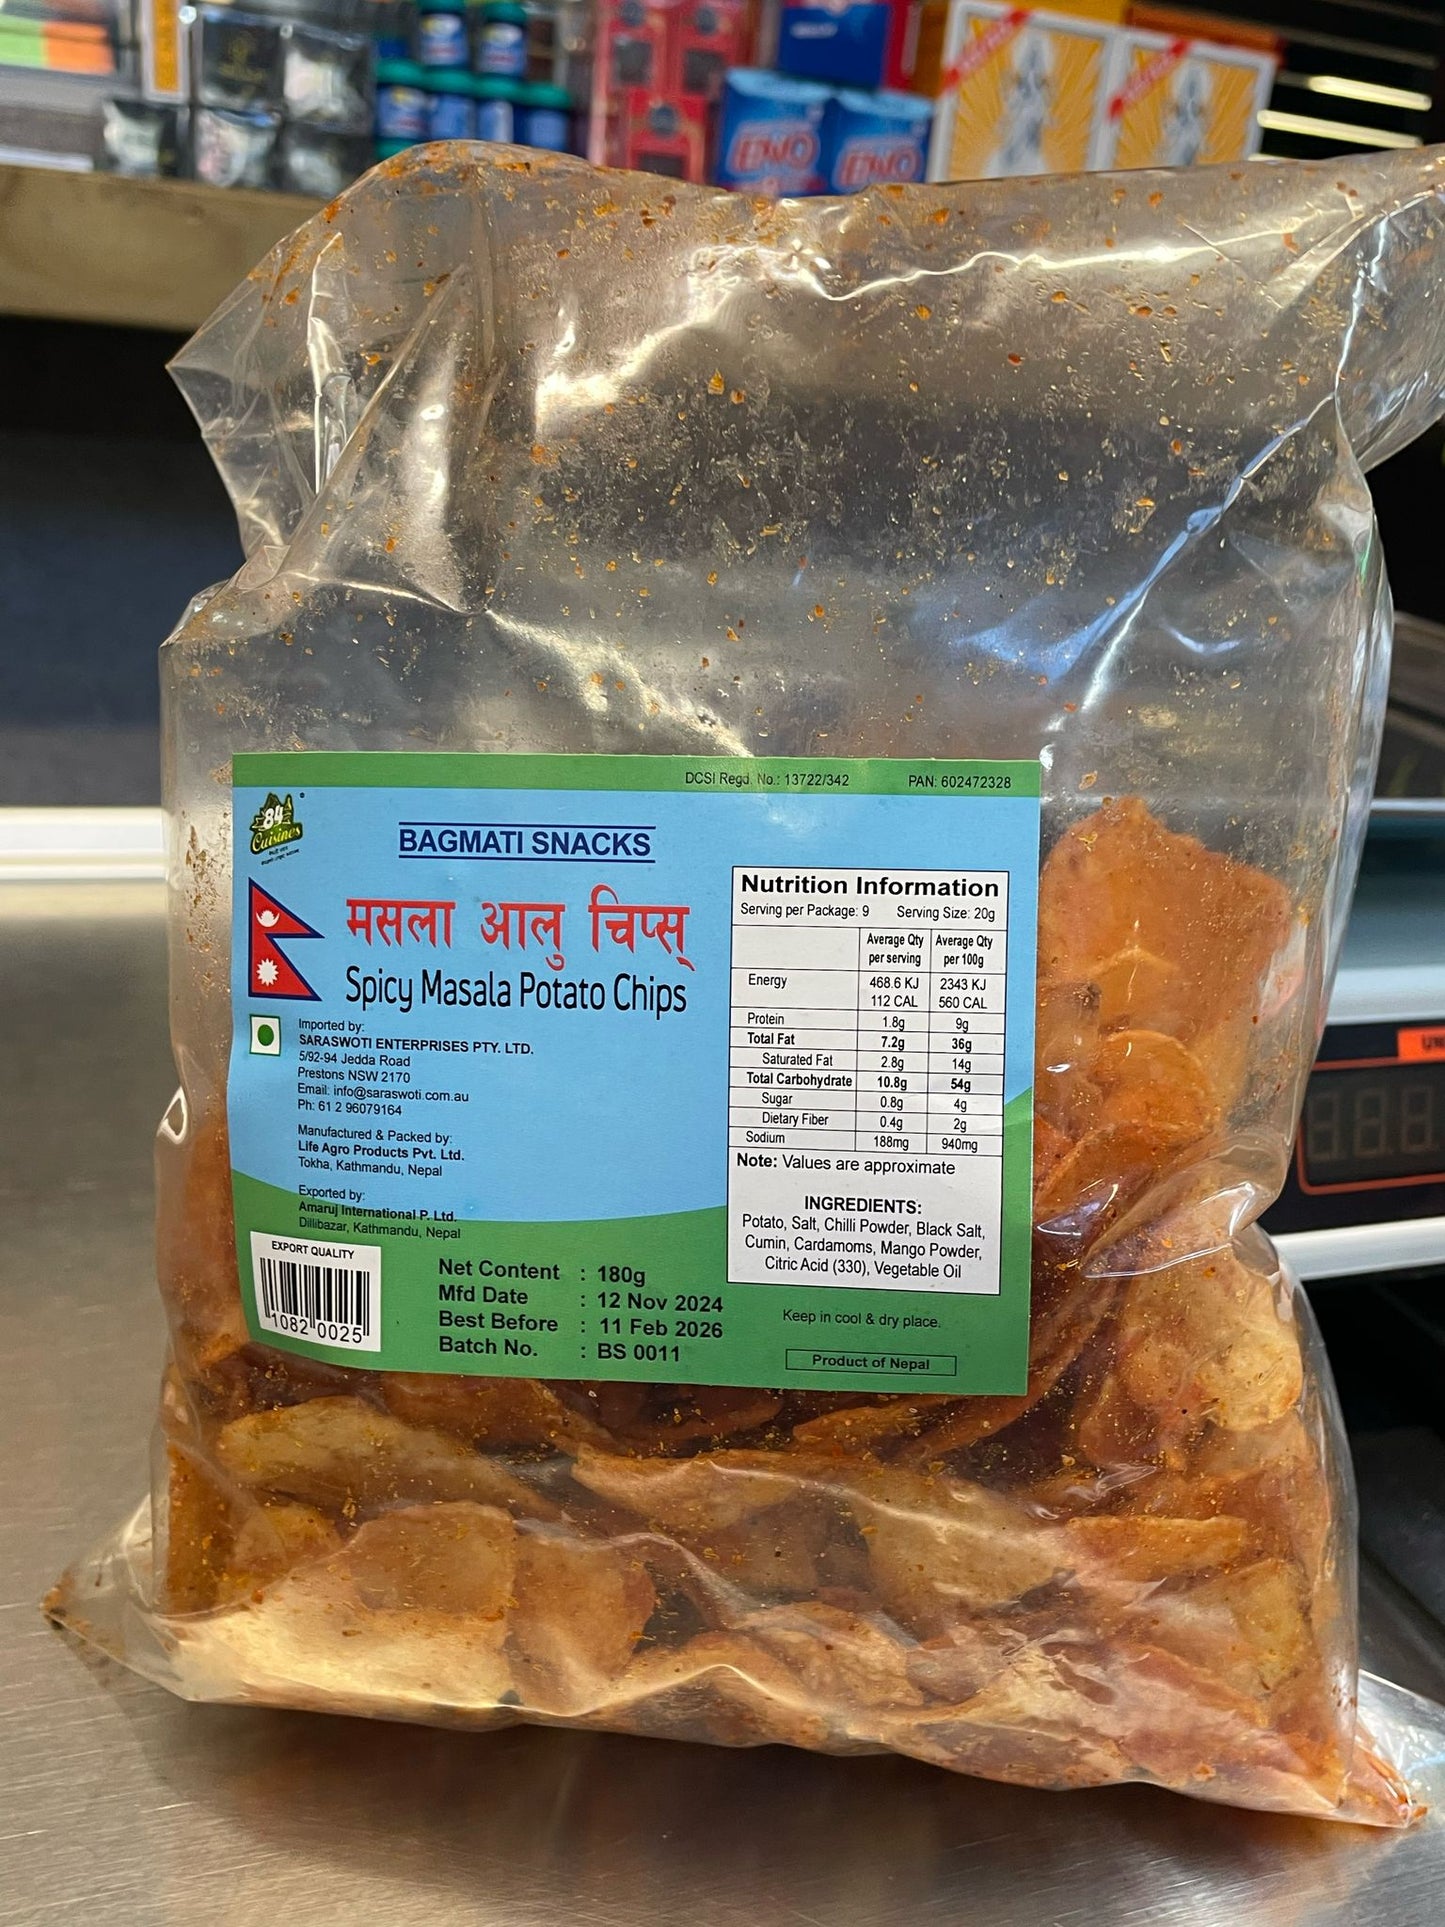 ENO
ENO
DCSI Regd. No.: 13722/342
PAN: 602472328
84
Cuisines
BAGMATI SNACKS
मसला आलु चिप्स्
Spicy Masala Potato Chips
Imported by:
SARASWOTI ENTERPRISES PTY. LTD.
5/92-94 Jedda Road
Prestons NSW 2170
Email: info@saraswoti.com.au
Ph: 61 2 96079164
Manufactured & Packed by:
Life Agro Products Pvt. Ltd.
Tokha, Kathmandu, Nepal
Exported by:
Amaruj International P. Ltd.
Dillibazar, Kathmandu, Nepal
EXPORT QUALITY
1082 0025
Net Content : 180g
Mfd Date : 12 Nov 2024
Best Before : 11 Feb 2026
Batch No. : BS 0011
Nutrition Information
Serving per Package: 9 Serving Size: 20g
Average Qty Average Qty
per serving per 100g
Energy 468.6 KJ 2343 KJ
112 CAL 560 CAL
Protein 1.8g 9g
Total Fat 7.2g 36g
Saturated Fat 2.8g 14g
Total Carbohydrate 10.8g 54g
Sugar 0.8g 4g
Dietary Fiber 0.4g 2g
Sodium 188mg 940mg
Note: Values are approximate
INGREDIENTS:
Potato, Salt, Chilli Powder, Black Salt,
Cumin, Cardamoms, Mango Powder,
Citric Acid (330), Vegetable Oil
Keep in cool & dry place.
Product of Nepal